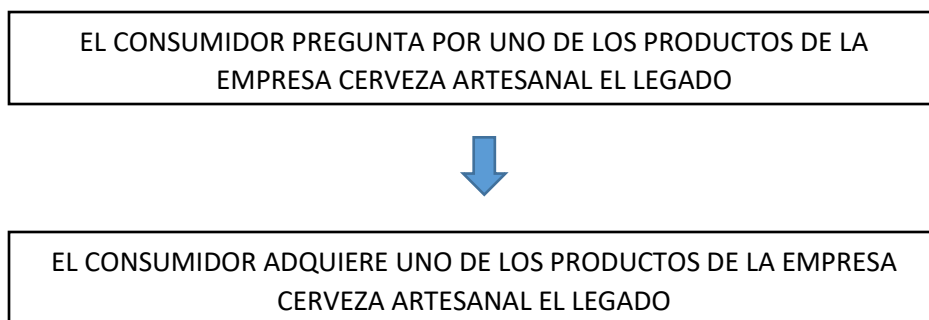 EL CONSUMIDOR PREGUNTA POR UNO DE LOS PRODUCTOS DE LA
EMPRESA CERVEZA ARTESANAL EL LEGADO
EL CONSUMIDOR ADQUIERE UNO DE LOS PRODUCTOS DE LA EMPRESA
CERVEZA ARTESANAL EL LEGADO